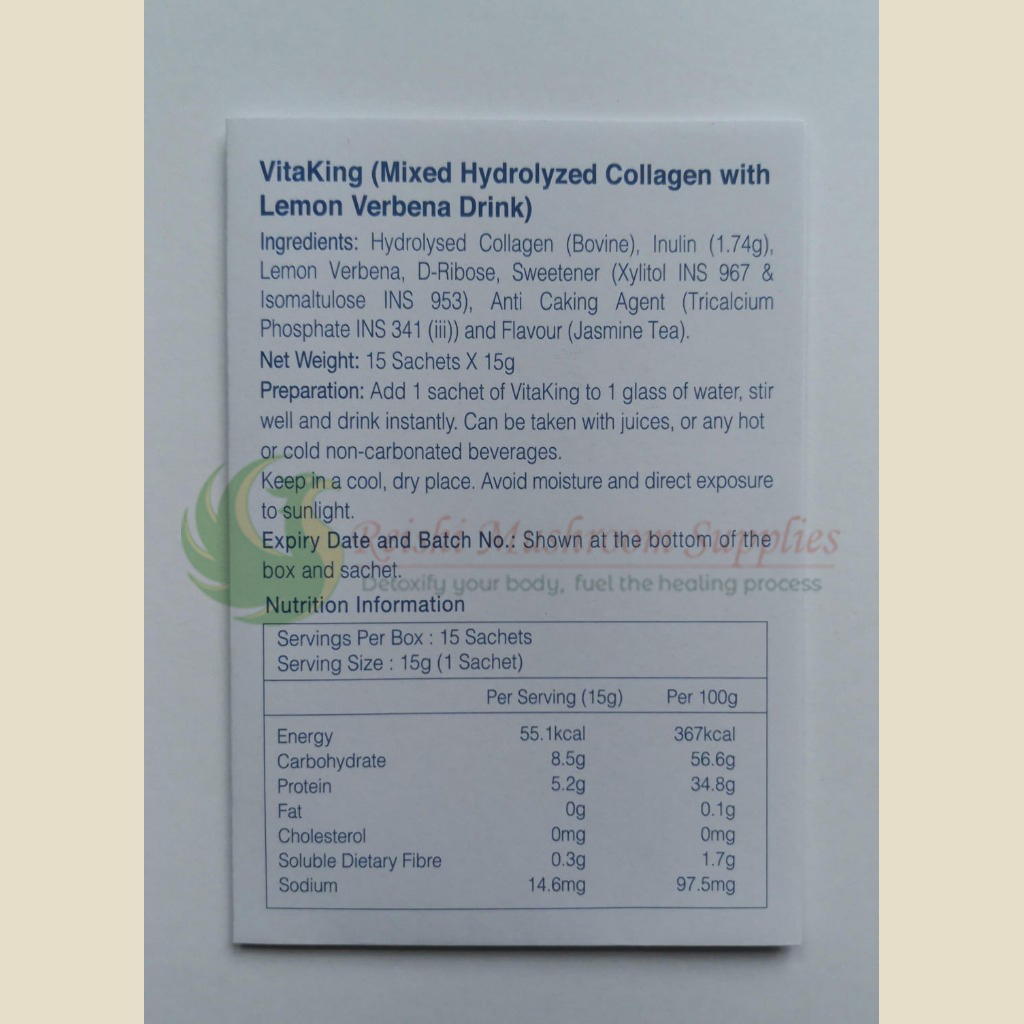 VitaKing (Mixed Hydrolyzed Collagen with
Lemon Verbena Drink)
Ingredients: Hydrolysed Collagen (Bovine), Inulin (1.74g),
Lemon Verbena, D-Ribose, Sweetener (Xylitol INS 967 &
Isomaltulose INS 953), Anti Caking Agent (Tricalcium
Phosphate INS 341 (iii)) and Flavour (Jasmine Tea).
Net Weight: 15 Sachets X 15g
Preparation: Add 1 sachet of VitaKing to 1 glass of water, stir
well and drink instantly. Can be taken with juices, or any hot
or cold non-carbonated beverages.
Keep in a cool, dry place. Avoid moisture and direct exposure
to sunlight.
Reishi Mushroom Supplies
Expiry Date and Batch No.: Shown at the bottom of the
box and sachet.
Detoxify your body, fuel the healing process
Nutrition Information
Servings Per Box : 15 Sachets
Serving Size : 15g (1 Sachet)
Per Serving (15g) Per 100g
Energy 55.1kcal 367kcal
Carbohydrate 8.5g 56.6g
Protein 5.2g 34.8g
Fat 0g 0.1g
Cholesterol 0mg 0mg
Soluble Dietary Fibre 0.3g 1.7g
Sodium 14.6mg 97.5mg